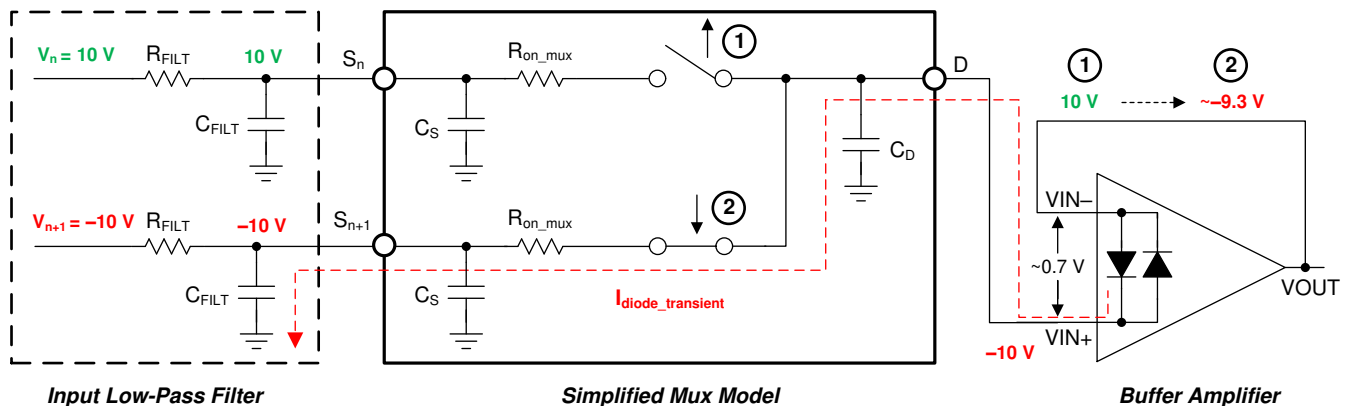 Vn = 10 V
RFILT
10 V
CFILT
Sn
CS
Ron_mux
1
CD
D
1
2
10 V
~–9.3 V
Vn+1 = –10 V
RFILT
–10 V
CFILT
Sn+1
CS
Ron_mux
2
Idiode_transient
VIN–
~0.7 V
VIN+
–10 V
VOUT
Input Low-Pass Filter
Simplified Mux Model
Buffer Amplifier